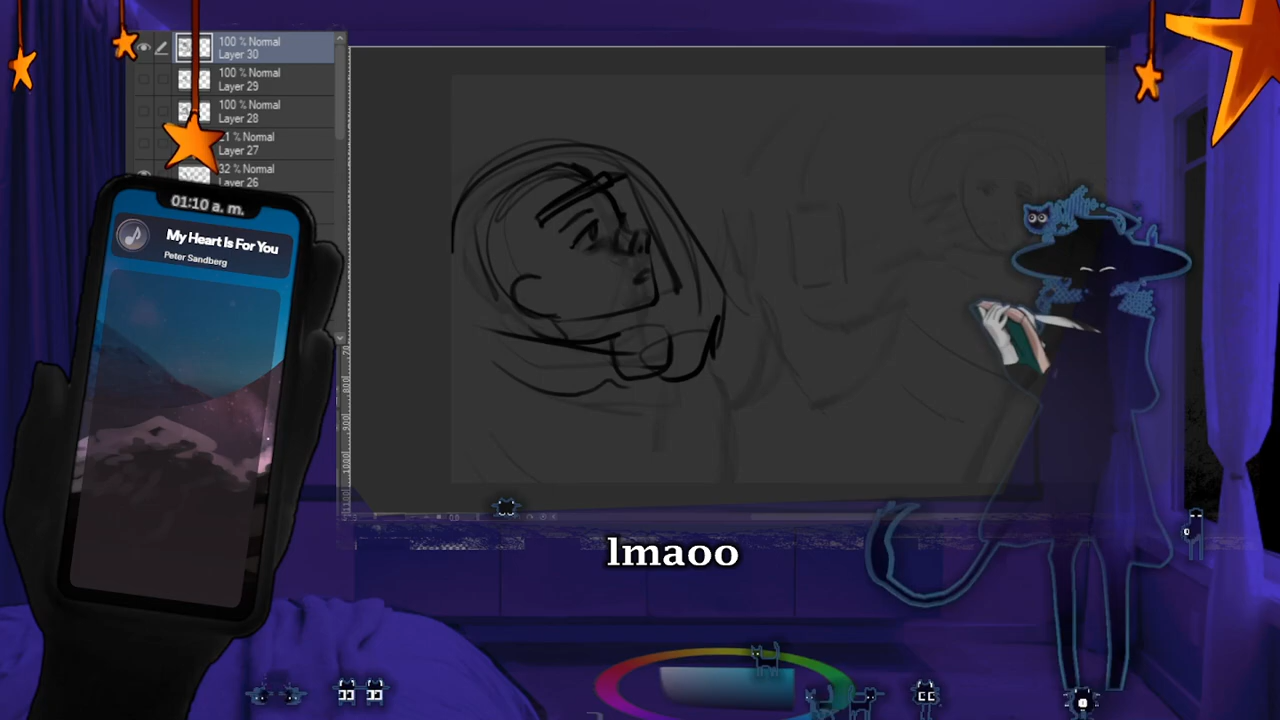 100 % Normal
Layer 30
100 % Normal
Layer 29
100 % Normal
Layer 28
Normal
Layer 27
32 % Normal
Layer 26
01:10 a. m.
My Heart Is For You
Peter Sandberg
lmaoo